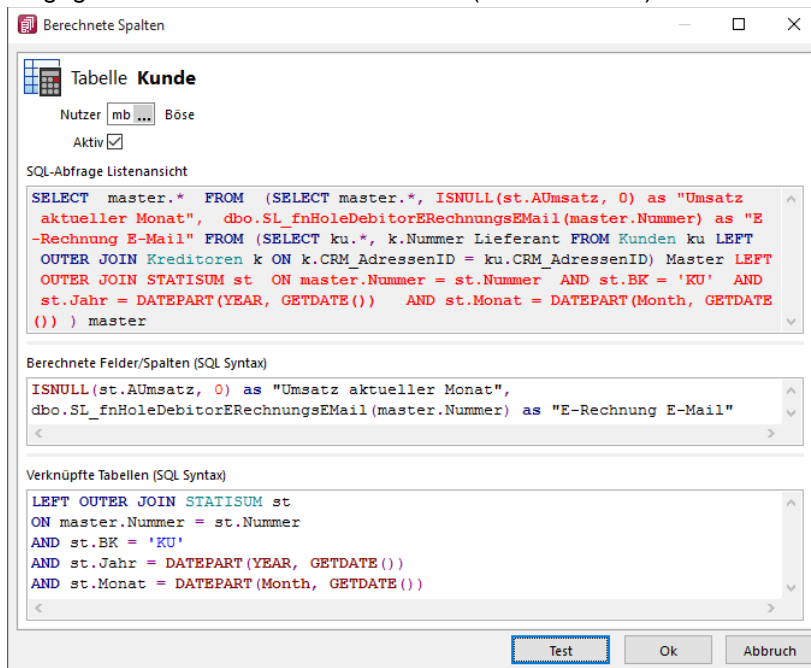 Berechnete Spalten
Tabelle Kunde
Nutzer mb ... Böse
Aktiv
SQL-Abfrage Listenansicht
SELECT master.* FROM (SELECT master.*, ISNULL(st.AUmsatz, 0) as "Umsatz
aktueller Monat", dbo.SL_fnHoleDebitorERechnungsEMail(master.Nummer) as "E
-Rechnung E-Mail" FROM (SELECT ku.*, k.Nummer Lieferant FROM Kunden ku LEFT
OUTER JOIN Kreditoren k ON k.CRM_AdressenID = ku.CRM_AdressenID) Master LEFT
OUTER JOIN STATISUM st ON master.Nummer = st.Nummer AND st.BK = 'KU' AND
st.Jahr = DATEPART(YEAR, GETDATE()) AND st.Monat = DATEPART(Month, GETDATE
()) ) master
Berechnete Felder/Spalten (SQL Syntax)
ISNULL(st.AUmsatz, 0) as "Umsatz aktueller Monat",
dbo.SL_fnHoleDebitorERechnungsEMail(master.Nummer) as "E-Rechnung E-Mail"
Verknüpfte Tabellen (SQL Syntax)
LEFT OUTER JOIN STATISUM st
ON master.Nummer = st.Nummer
AND st.BK = 'KU'
AND st.Jahr = DATEPART(YEAR, GETDATE())
AND st.Monat = DATEPART(Month, GETDATE())
Test Ok Abbruch